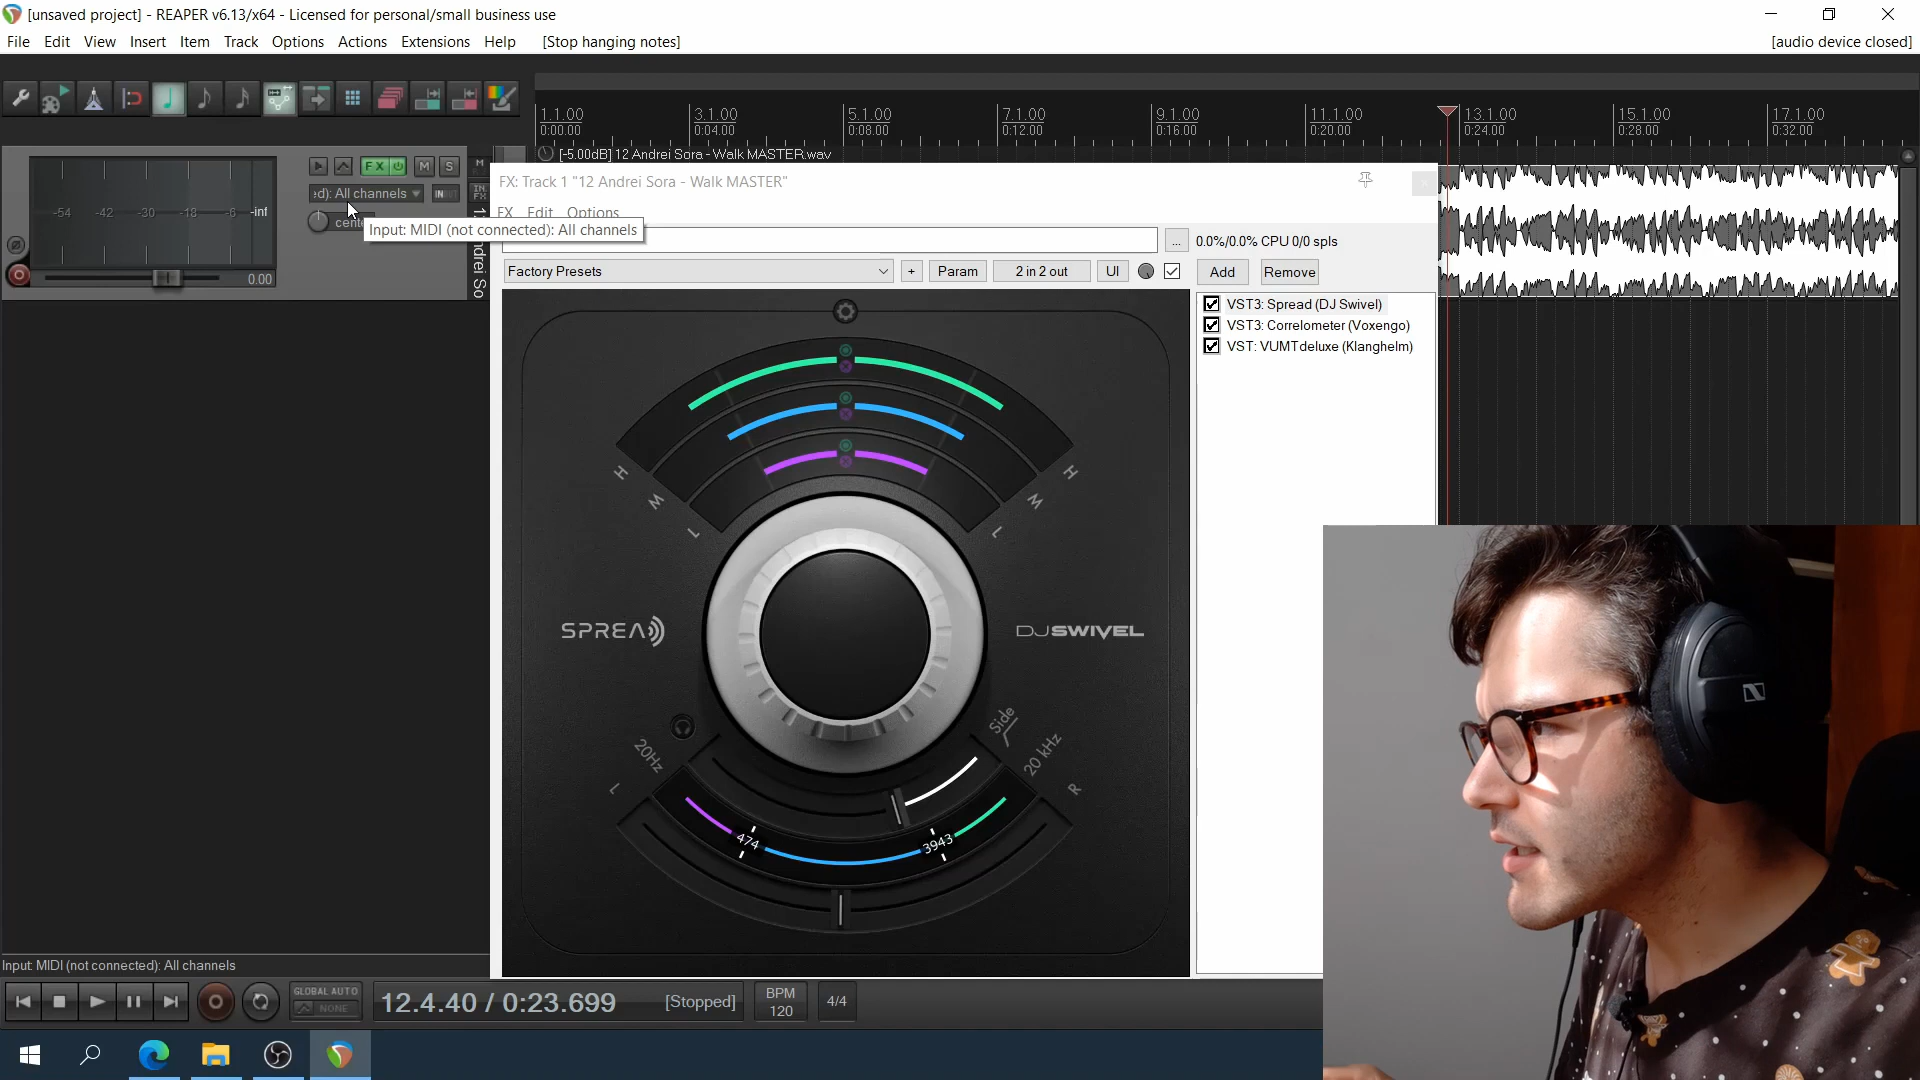 [unsaved project] - REAPER v6.13/x64 - Licensed for personal/small business use
File Edit View Insert Item Track Options Actions Extensions Help [Stop hanging notes] [audio device closed]
1.1.00 3.1.00 5.1.00 7.1.00 9.1.00 11.1.00 13.1.00 15.1.00 17.1.00
0:00.00 0:04.00 0:08.00 0:12.00 0:16.00 0:20.00 0:24.00 0:28.00 0:32.00
[-5.00dB] 12 Andrei Sora - Walk MASTER.wav
FX M S M
FX: Track 1 "12 Andrei Sora - Walk MASTER"
ed): All channels IN IN FX
-54 -42 -30 -18 -6 -inf
FX Edit Options
cente
Input: MIDI (not connected): All channels
0.00
ndrei So
... 0.0%/0.0% CPU 0/0 spls
Factory Presets + Param 2 in 2 out UI Add Remove
VST3: Spread (DJ Swivel)
VST3: Correlometer (Voxengo)
VST: VUMTdeluxe (Klanghelm)
H H
M M
L L
SPREAD DJSWIVEL
Side
20Hz 20 kHz
L R
474 3943
Input: MIDI (not connected): All channels
GLOBAL AUTO
NONE
12.4.40 / 0:23.699 [Stopped]
BPM
120
4/4